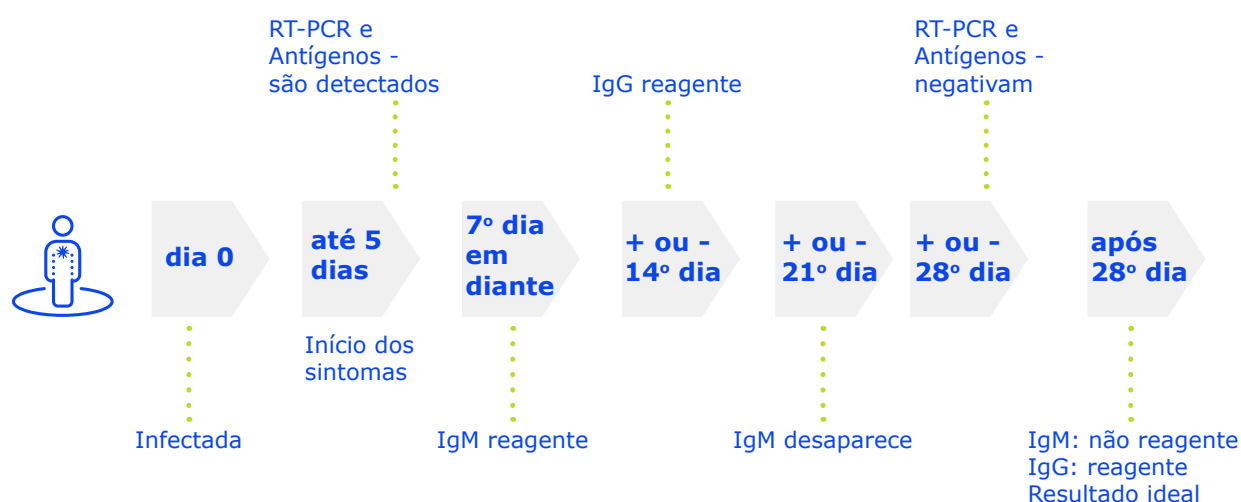 RT-PCR e
Antígenos -
são detectados
IgG reagente
RT-PCR e
Antígenos -
negativam
dia 0
até 5
dias
7º dia
em
diante
+ ou -
14º dia
+ ou -
21º dia
+ ou -
28º dia
após
28º dia
Início dos
sintomas
Infectada
IgM reagente
IgM desaparece
IgM: não reagente
IgG: reagente
Resultado ideal